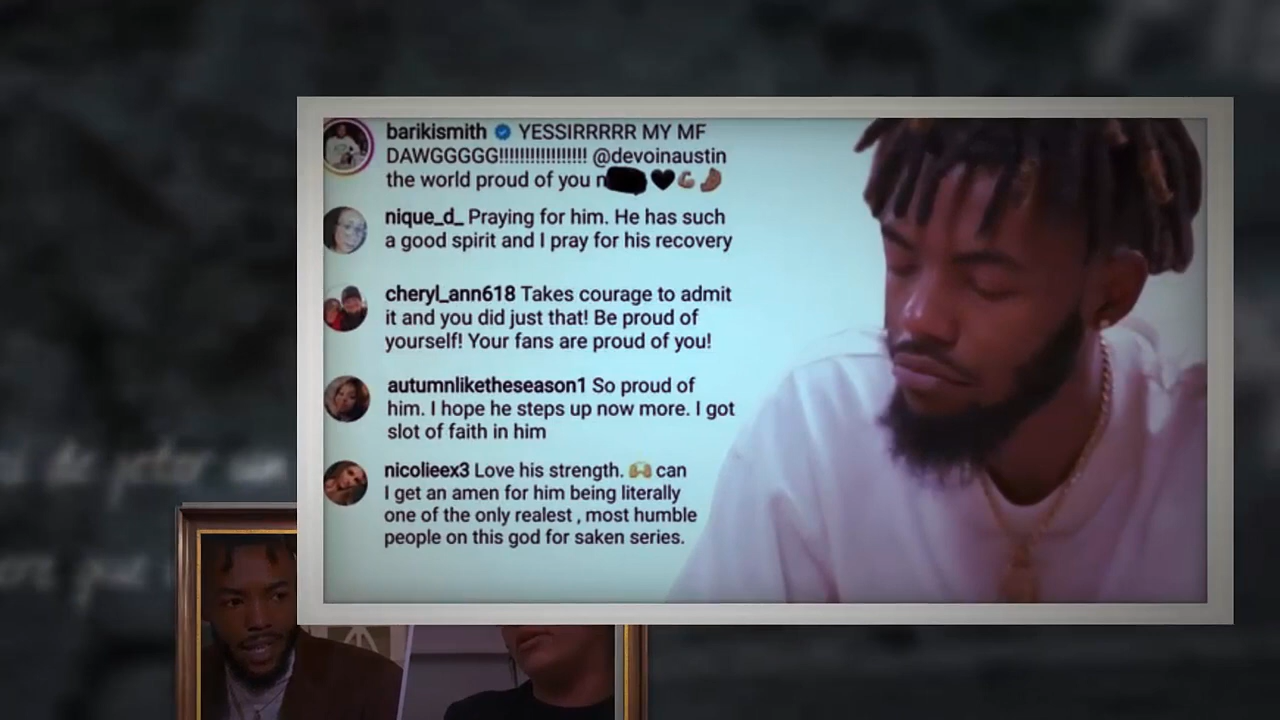 barikismith YESSIRRRRR MY MF
DAWGGGGG!!!!!!!!!!!!!!!!! @devoinaustin
the world proud of you n
nique_d_ Praying for him. He has such
a good spirit and I pray for his recovery
cheryl_ann618 Takes courage to admit
it and you did just that! Be proud of
yourself! Your fans are proud of you!
autumnliketheseason1 So proud of
him. I hope he steps up now more. I got
slot of faith in him
nicolieex3 Love his strength. 🙌 can
I get an amen for him being literally
one of the only realest , most humble
people on this god for saken series.